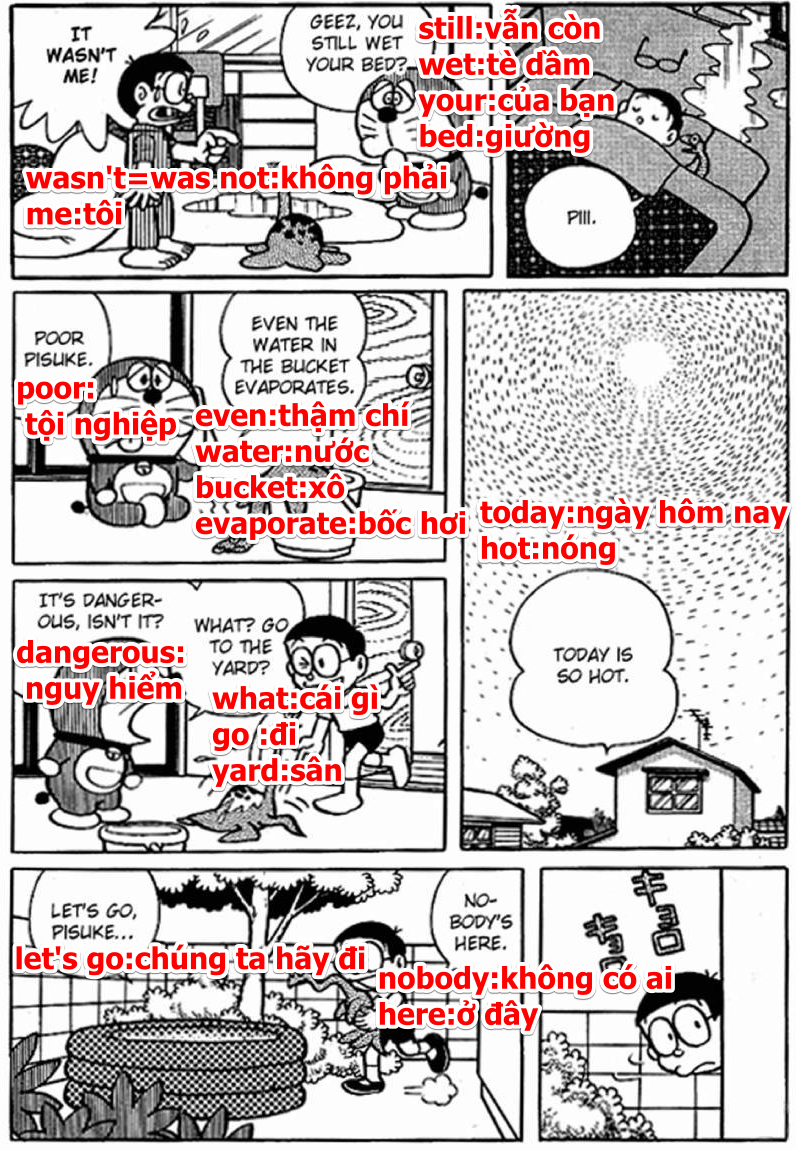 IT
WASN'T
ME!
GEEZ, YOU
STILL WET
YOUR BED?
still:vẫn còn
wet:tè dầm
your:của bạn
bed:giường
wasn't=was not:không phải
me:tôi
PIII.
POOR
PISUKE.
poor:
tội nghiệp
EVEN THE
WATER IN
THE BUCKET
EVAPORATES.
even:thậm chí
water:nước
bucket:xô
evaporate:bốc hơi
today:ngày hôm nay
hot:nóng
TODAY IS
SO HOT.
IT'S DANGER-
OUS, ISN'T IT?
dangerous:
nguy hiểm
WHAT? GO
TO THE
YARD?
what:cái gì
go :đi
yard:sân
LET'S GO,
PISUKE...
let's go:chúng ta hãy đi
NO-
BODY'S
HERE.
nobody:không có ai
here:ở đây
キョロ